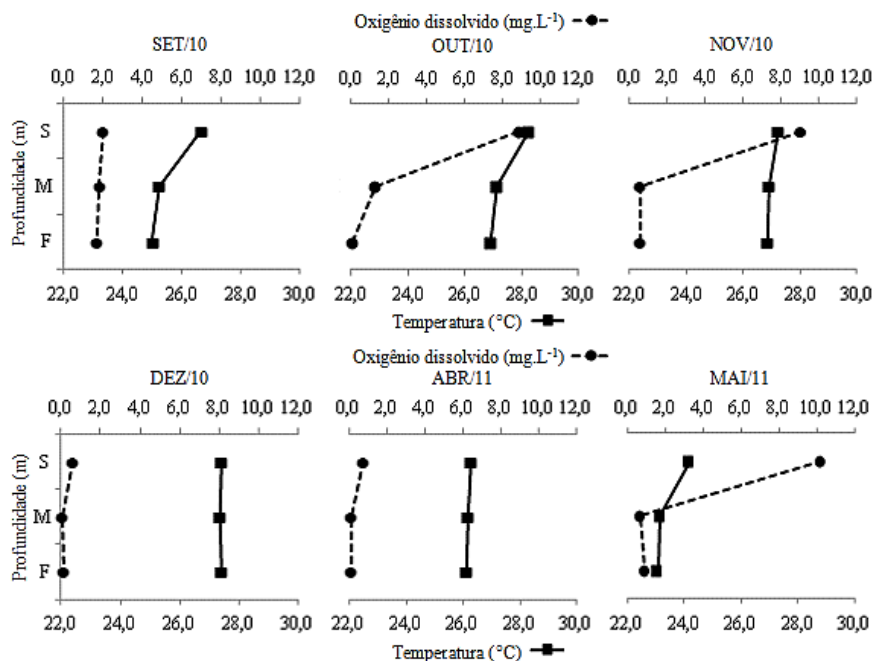 Oxigênio dissolvido (mg.L⁻¹)
SET/10 OUT/10 NOV/10
0,0 2,0 4,0 6,0 8,0 10,0 12,0 0,0 2,0 4,0 6,0 8,0 10,0 12,0 0,0 2,0 4,0 6,0 8,0 10,0 12,0
Profundidade (m)
S
M
F
22,0 24,0 26,0 28,0 30,0 22,0 24,0 26,0 28,0 30,0 22,0 24,0 26,0 28,0 30,0
Temperatura (°C)
Oxigênio dissolvido (mg.L⁻¹)
DEZ/10 ABR/11 MAI/11
0,0 2,0 4,0 6,0 8,0 10,0 12,0 0,0 2,0 4,0 6,0 8,0 10,0 12,0 0,0 2,0 4,0 6,0 8,0 10,0 12,0
Profundidade (m)
S
M
F
22,0 24,0 26,0 28,0 30,0 22,0 24,0 26,0 28,0 30,0 22,0 24,0 26,0 28,0 30,0
Temperatura (°C)